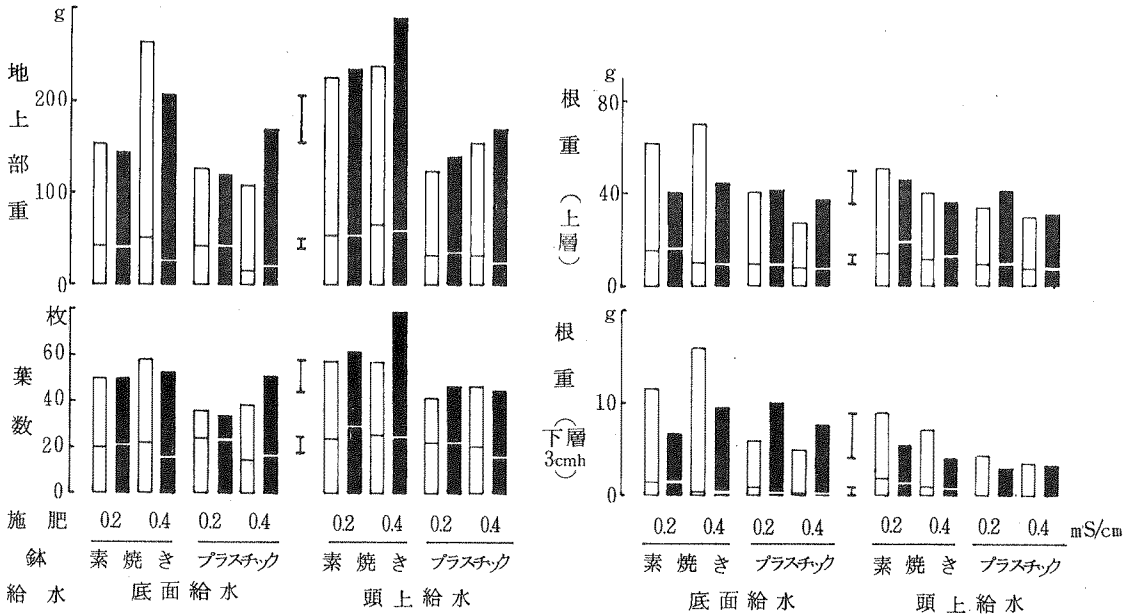 g
地上部重
200
100
0
枚
葉数
60
40
20
0
g
根重(上層)
80
40
0
g
根重(下層3cmh)
10
0
施肥 0.2 0.4 0.2 0.4 0.2 0.4 0.2 0.4
鉢 素焼き プラスチック 素焼き プラスチック
給水 底面給水 頭上給水
0.2 0.4 0.2 0.4 0.2 0.4 0.2 0.4 mS/cm
素焼き プラスチック 素焼き プラスチック
底面給水 頭上給水